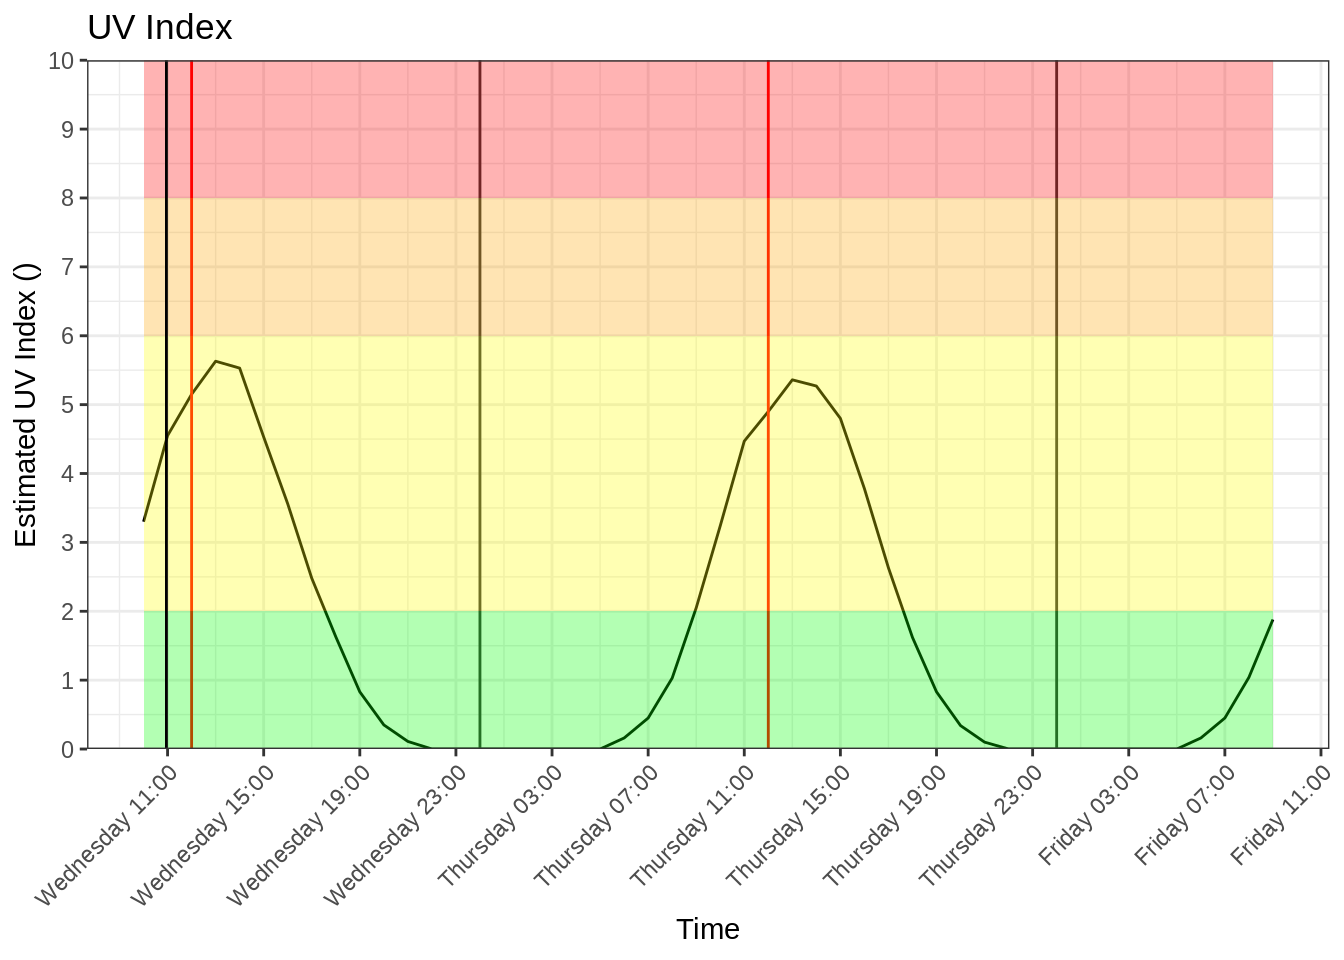 UV Index
Estimated UV Index ()
10
9
8
7
6
5
4
3
2
1
0
Wednesday 11:00
Wednesday 15:00
Wednesday 19:00
Wednesday 23:00
Thursday 03:00
Thursday 07:00
Thursday 11:00
Thursday 15:00
Thursday 19:00
Thursday 23:00
Friday 03:00
Friday 07:00
Friday 11:00
Time